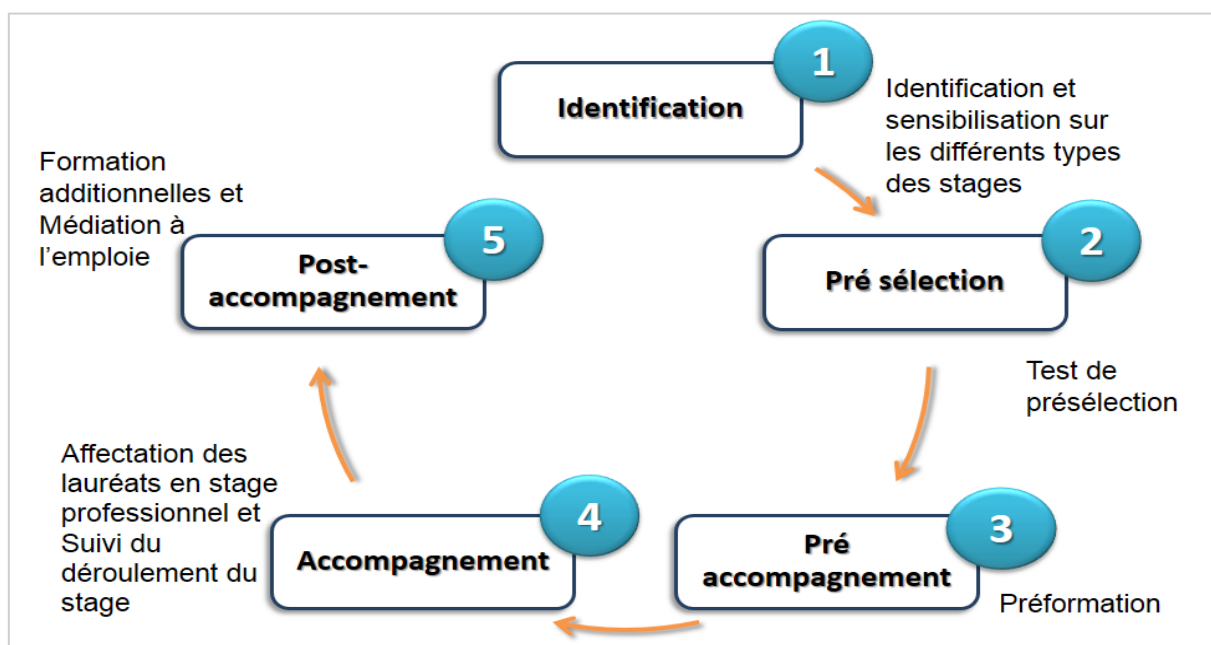 1
Identification
Identification et
sensibilisation sur
les différents types
des stages
2
Pré sélection
Test de
présélection
3
Pré
accompagnement
Préformation
4
Accompagnement
Affectation des
lauréats en stage
professionnel et
Suivi du
déroulement du
stage
5
Post-
accompagnement
Formation
additionnelles et
Médiation à
l’emploie